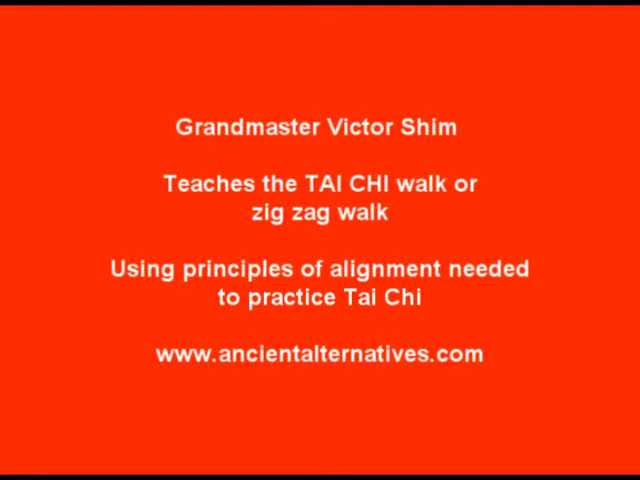 Grandmaster Victor Shim
Teaches the TAI CHI walk or
zig zag walk
Using principles of alignment needed
to practice Tai Chi
www.ancientalternatives.com